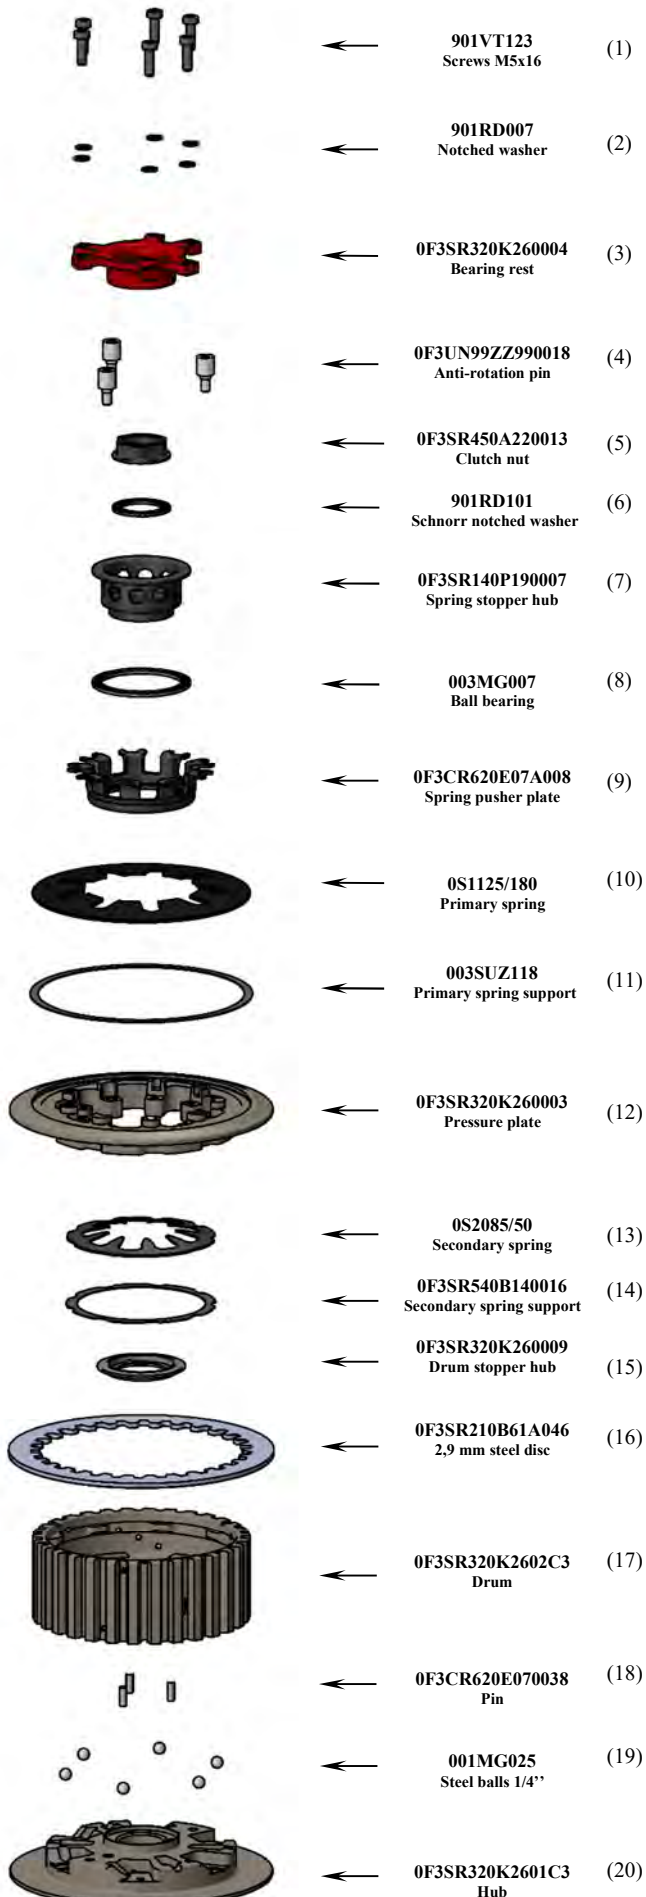 901VT123 (1)
Screws M5x16
901RD007 (2)
Notched washer
0F3SR320K260004 (3)
Bearing rest
0F3UN99ZZ990018 (4)
Anti-rotation pin
0F3SR450A220013 (5)
Clutch nut
901RD101 (6)
Schnorr notched washer
0F3SR140P190007 (7)
Spring stopper hub
003MG007 (8)
Ball bearing
0F3CR620E07A008 (9)
Spring pusher plate
0S1125/180 (10)
Primary spring
003SUZ118 (11)
Primary spring support
0F3SR320K260003 (12)
Pressure plate
0S2085/50 (13)
Secondary spring
0F3SR540B140016 (14)
Secondary spring support
0F3SR320K260009 (15)
Drum stopper hub
0F3SR210B61A046 (16)
2,9 mm steel disc
0F3SR320K2602C3 (17)
Drum
0F3CR620E070038 (18)
Pin
001MG025 (19)
Steel balls 1/4’’
0F3SR320K2601C3 (20)
Hub